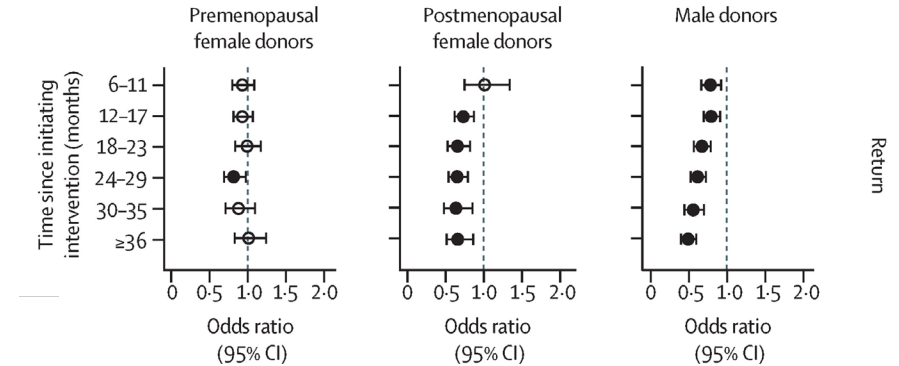 Premenopausal
female donors
Postmenopausal
female donors
Male donors
Time since initiating
intervention (months)
6–11
12–17
18–23
24–29
30–35
≥36
0 0·5 1·0 1·5 2·0
Odds ratio
(95% CI)
0 0·5 1·0 1·5 2·0
Odds ratio
(95% CI)
0 0·5 1·0 1·5 2·0
Odds ratio
(95% CI)
Return